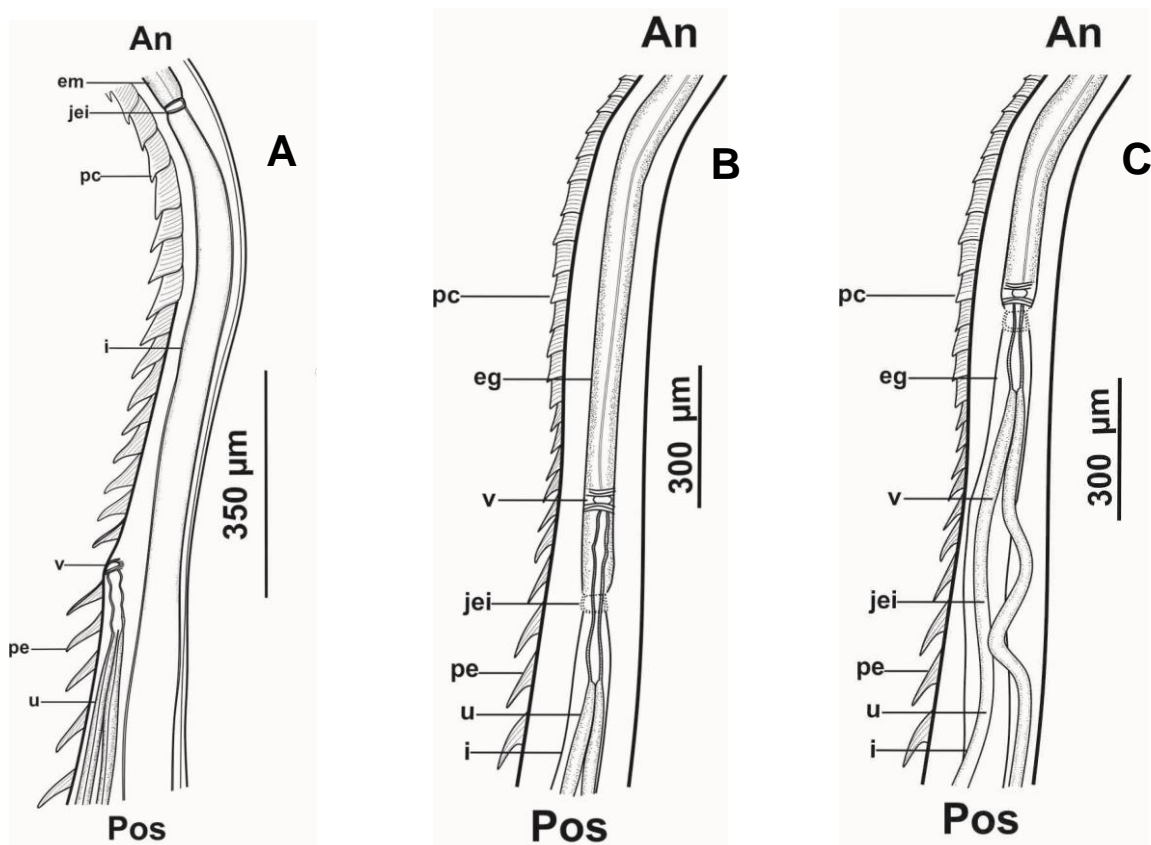 An
em
jei
pc
A
i
350 µm
v
pe
u
Pos
An
B
pc
eg
300 µm
v
jei
pe
u
i
Pos
An
C
pc
eg
300 µm
v
jei
pe
u
i
Pos